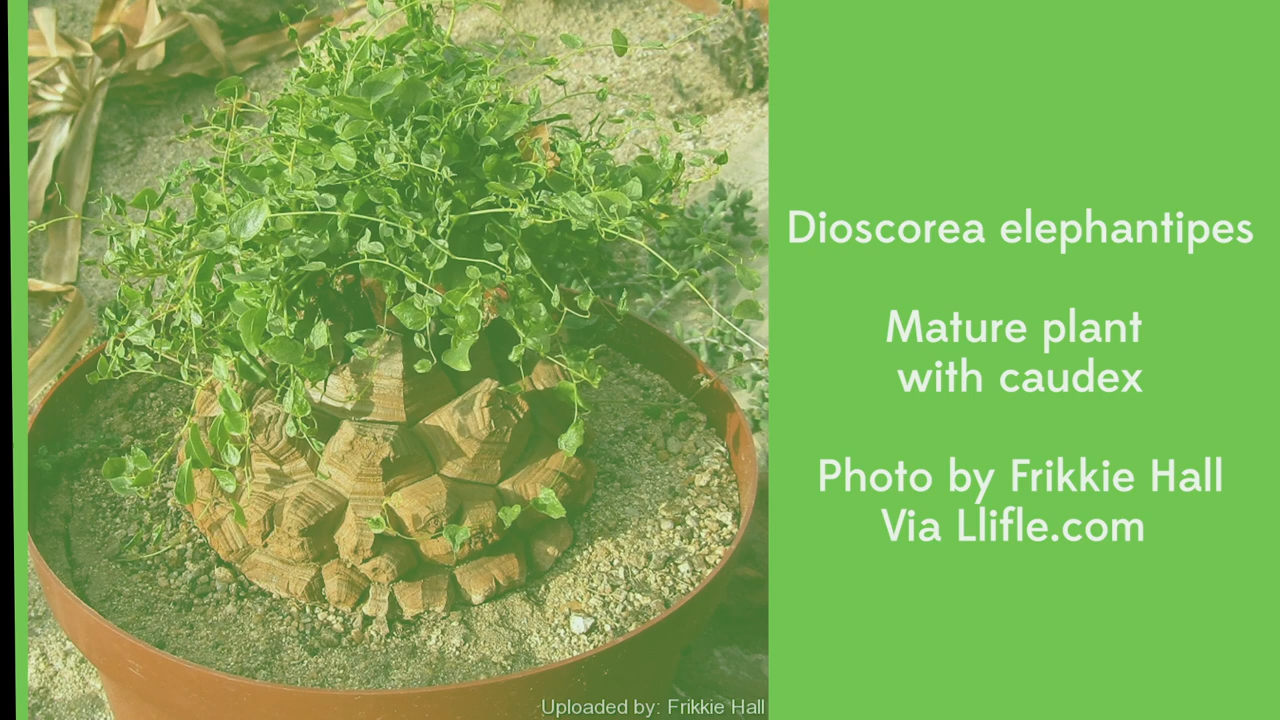 Dioscorea elephantipes
Mature plant
with caudex
Photo by Frikkie Hall
Via Llifle.com
Uploaded by: Frikkie Hall